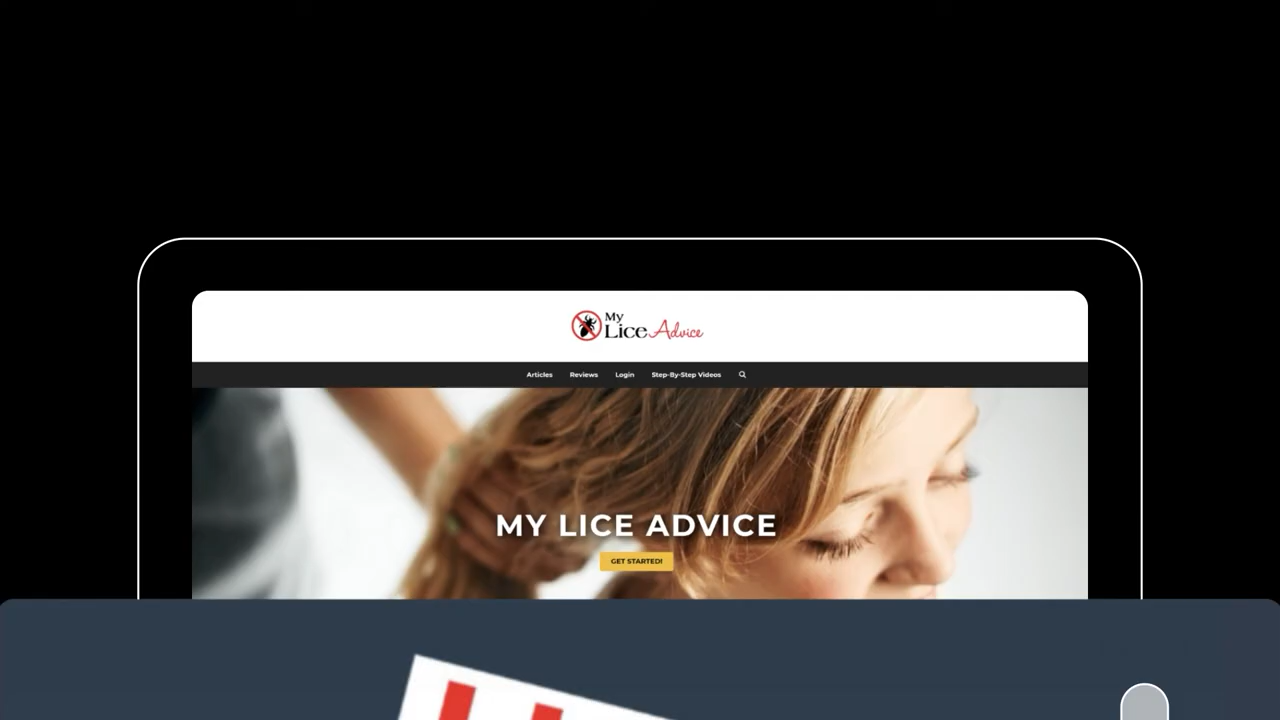 My
Lice Advice
Articles Reviews Login Step-By-Step Videos
MY LICE ADVICE
GET STARTED!